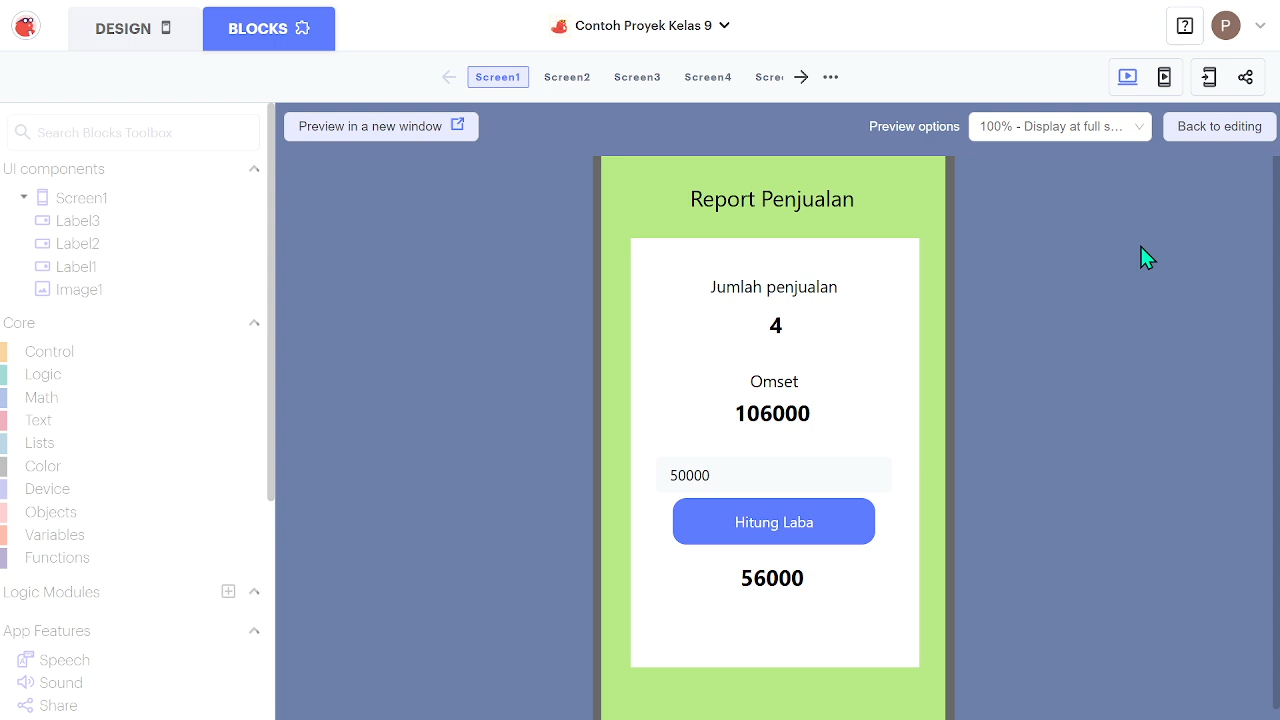 DESIGN
BLOCKS
Contoh Proyek Kelas 9
?
P
Screen1
Screen2
Screen3
Screen4
Scree
Search Blocks Toolbox
Preview in a new window
Preview options
100% - Display at full s...
Back to editing
UI components
Screen1
Label3
Label2
Label1
Image1
Core
Control
Logic
Math
Text
Lists
Color
Device
Objects
Variables
Functions
Logic Modules
App Features
Speech
Sound
Share
Report Penjualan
Jumlah penjualan
4
Omset
106000
50000
Hitung Laba
56000